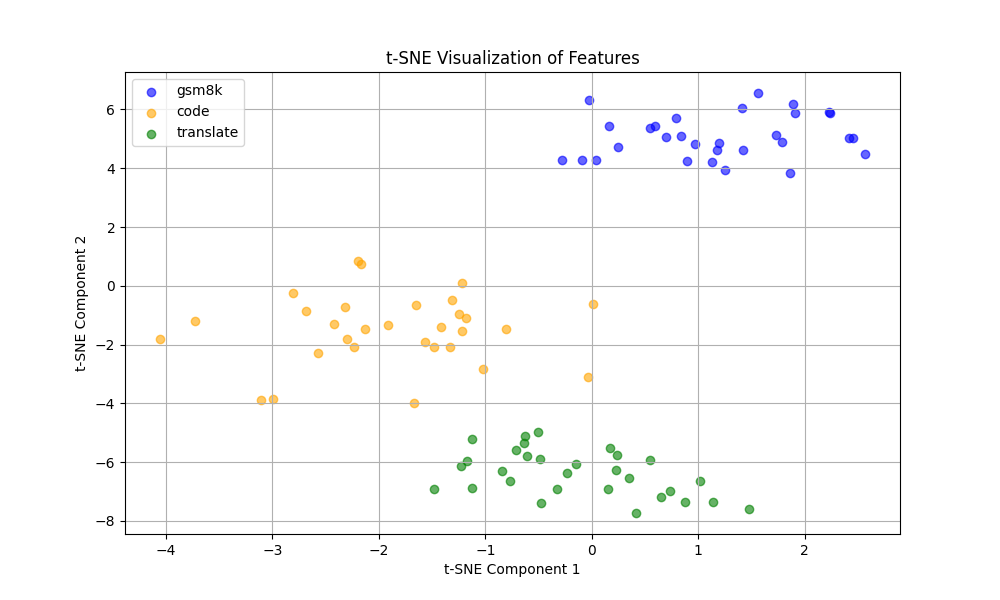 t-SNE Visualization of Features
gsm8k
code
translate
t-SNE Component 2
6
4
2
0
−2
−4
−6
−8
−4
−3
−2
−1
0
1
2
t-SNE Component 1